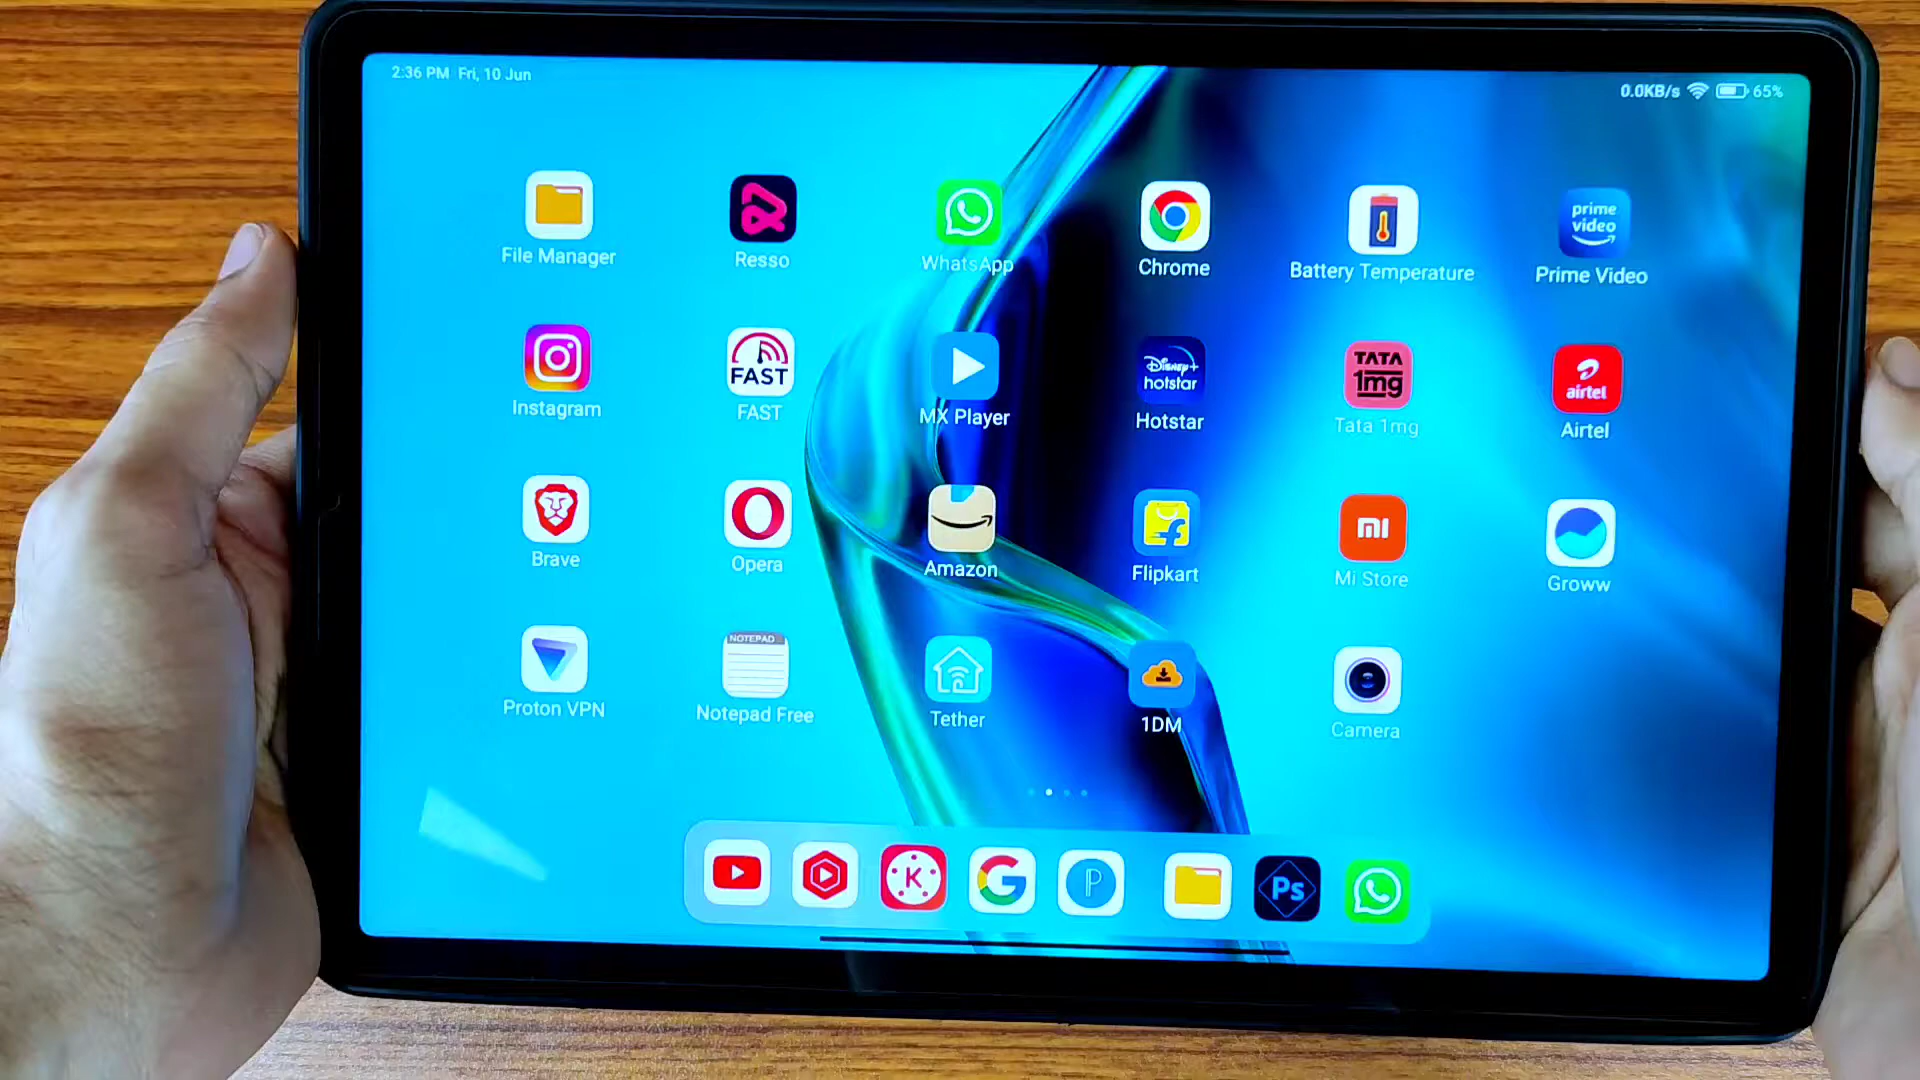 2:36 PM Fri, 10 Jun
0.0KB/s 65%
prime
video
File Manager
Resso
WhatsApp
Chrome
Battery Temperature
Prime Video
FAST
Disney+
hotstar
TATA
1mg
airtel
Instagram
FAST
MX Player
Hotstar
Tata 1mg
Airtel
mi
Brave
Opera
Amazon
Flipkart
Mi Store
Groww
NOTEPAD
Proton VPN
Notepad Free
Tether
1DM
Camera
K
G
P
Ps